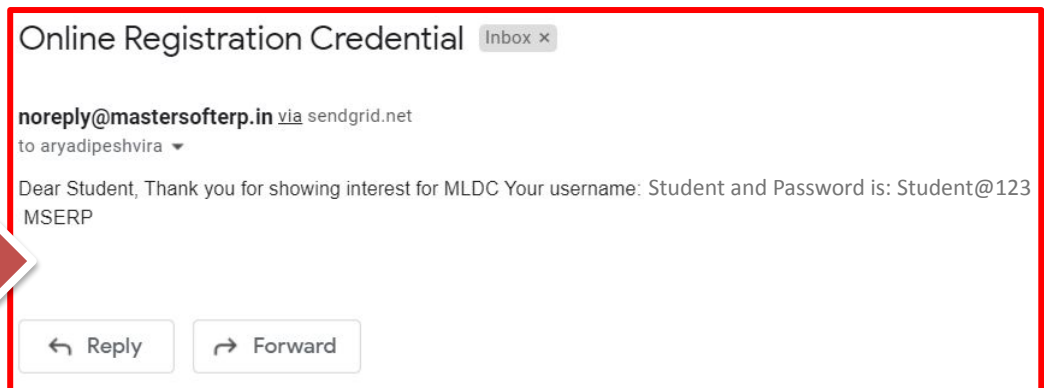 Online Registration Credential Inbox ×
noreply@mastersofterp.in via sendgrid.net
to aryadipeshvira
Dear Student, Thank you for showing interest for MLDC Your username: Student and Password is: Student@123
MSERP
Reply Forward